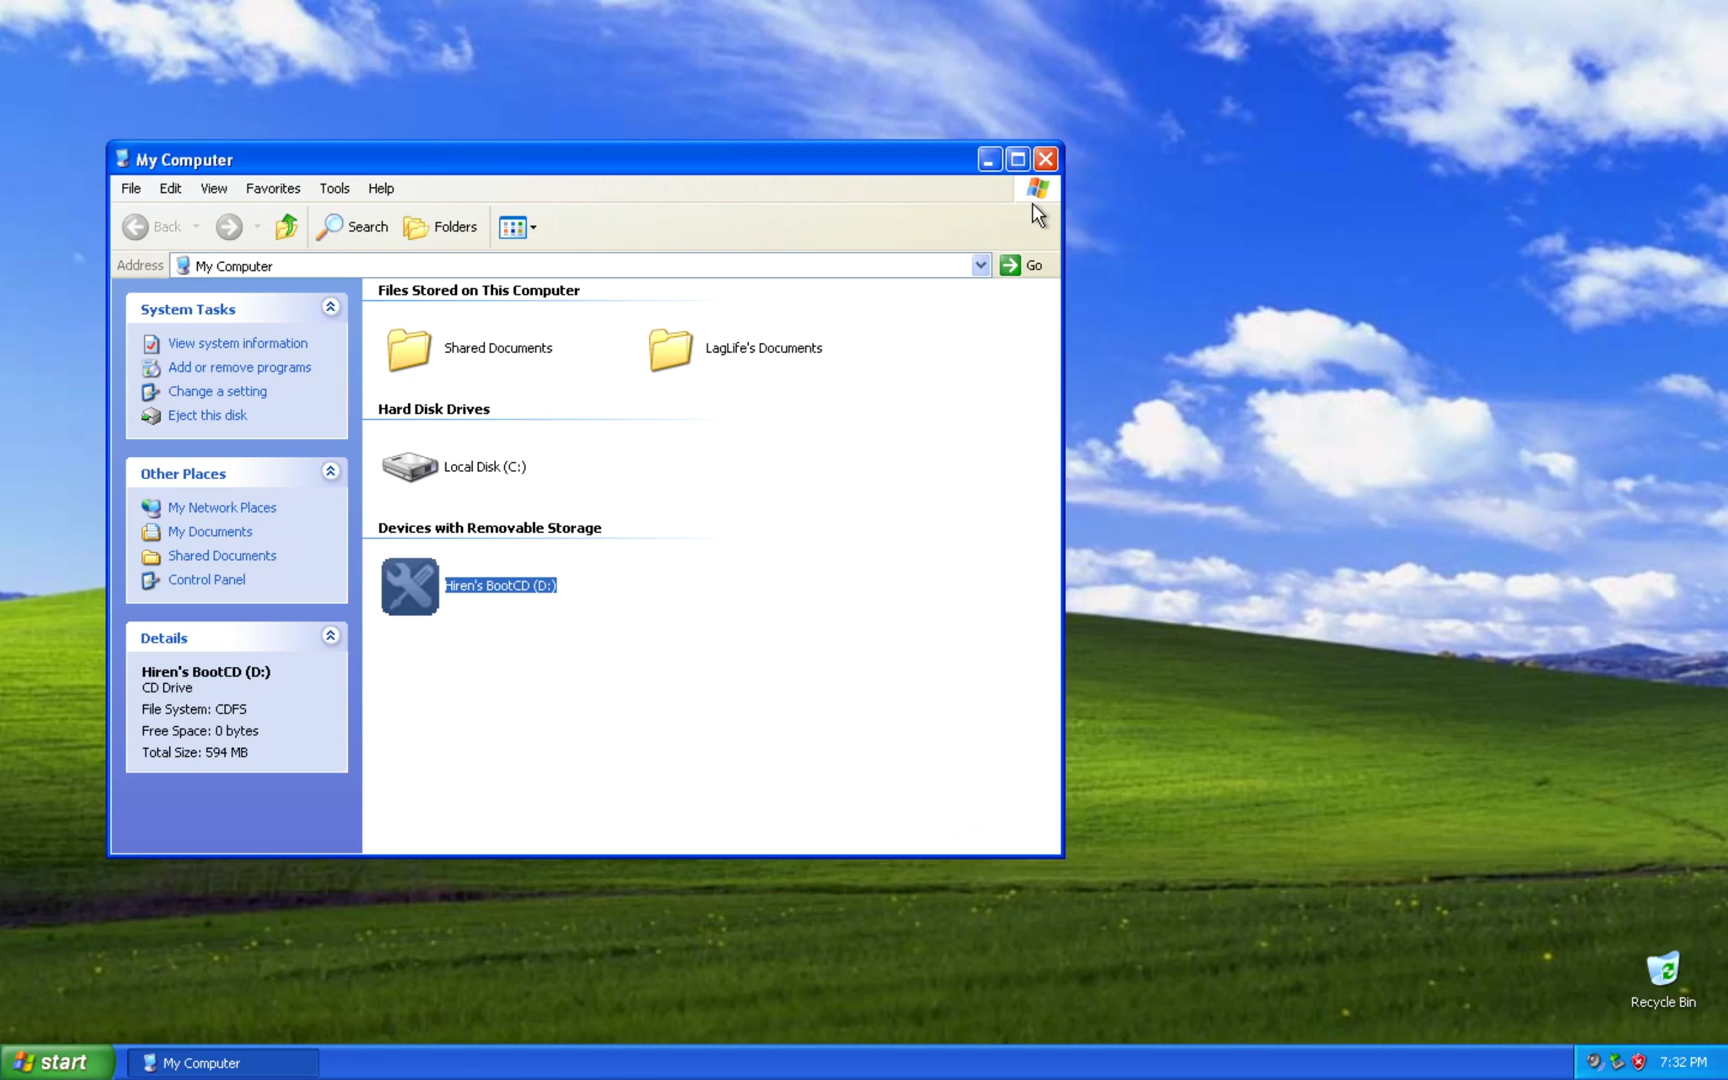 My Computer
File Edit View Favorites Tools Help
Back Search Folders
Address My Computer Go
System Tasks
View system information
Add or remove programs
Change a setting
Eject this disk
Other Places
My Network Places
My Documents
Shared Documents
Control Panel
Details
Hiren's BootCD (D:)
CD Drive
File System: CDFS
Free Space: 0 bytes
Total Size: 594 MB
Files Stored on This Computer
Shared Documents LagLife's Documents
Hard Disk Drives
Local Disk (C:)
Devices with Removable Storage
Hiren's BootCD (D:)
Recycle Bin
start My Computer 7:32 PM